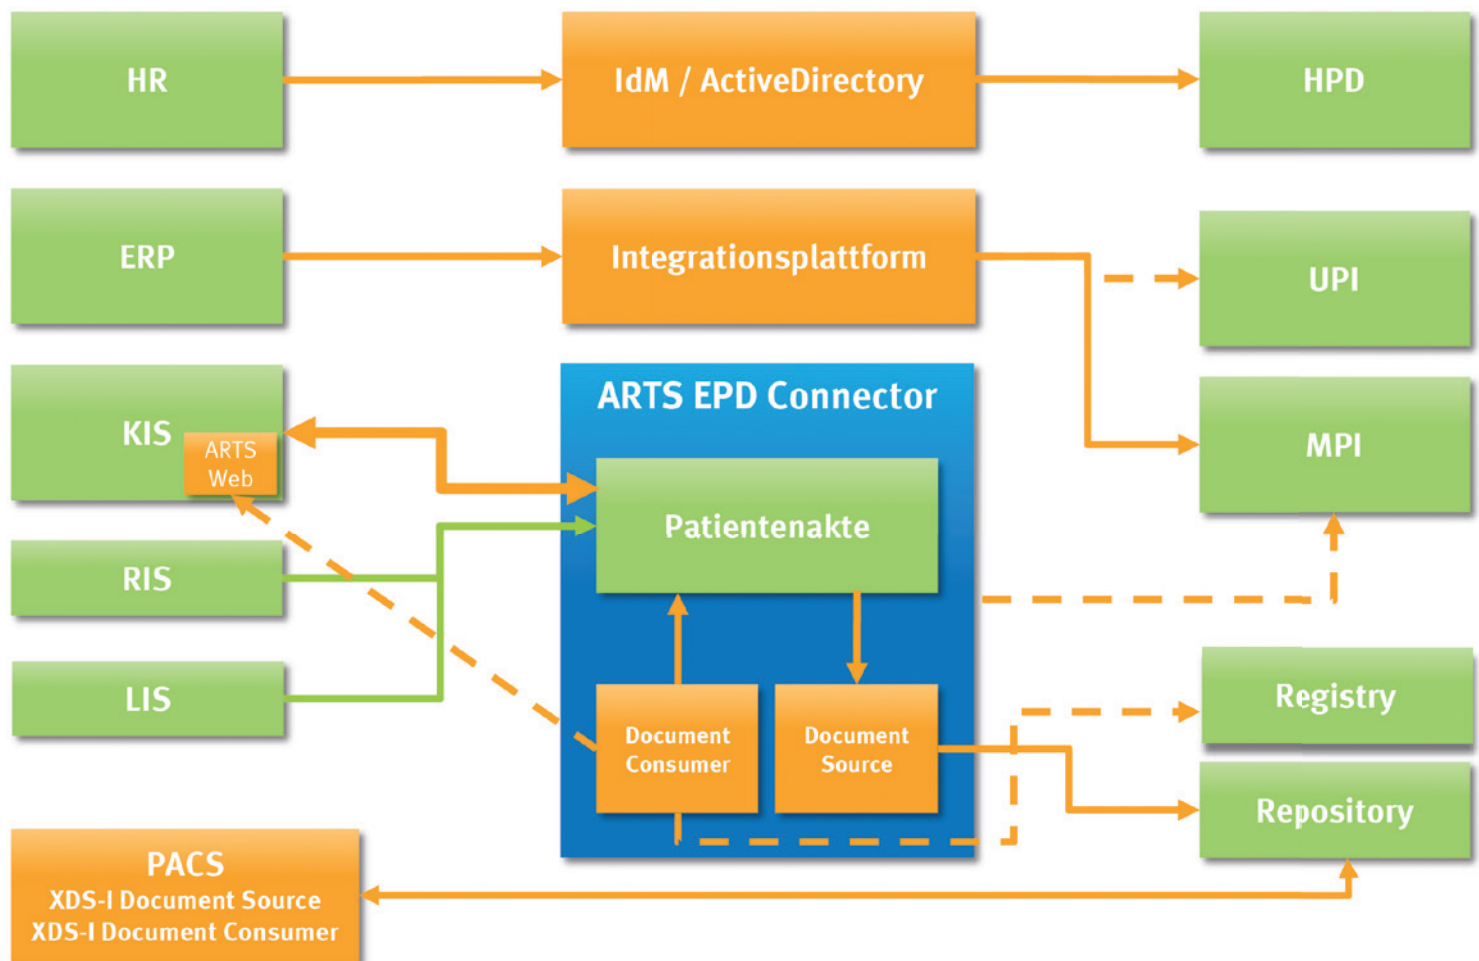 HR
IdM / ActiveDirectory
HPD
ERP
Integrationsplattform
UPI
KIS
ARTS
Web
ARTS EPD Connector
MPI
Patientenakte
RIS
LIS
Document
Consumer
Document
Source
Registry
Repository
PACS
XDS-I Document Source
XDS-I Document Consumer